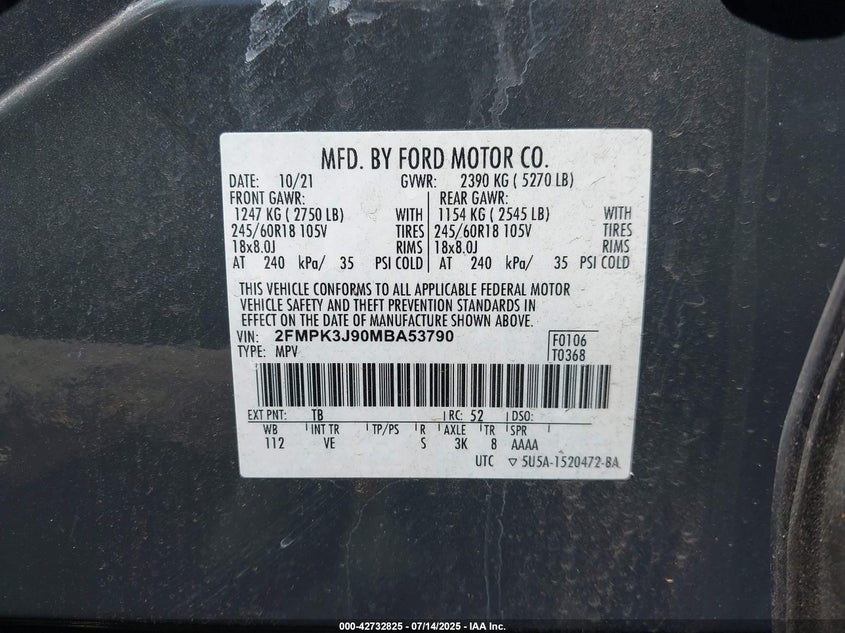 MFD. BY FORD MOTOR CO.
DATE: 10/21 GVWR: 2390 KG ( 5270 LB)
FRONT GAWR: REAR GAWR:
1247 KG ( 2750 LB) WITH 1154 KG ( 2545 LB) WITH
245/60R18 105V TIRES 245/60R18 105V TIRES
18x8.0J RIMS 18x8.0J RIMS
AT 240 kPa/ 35 PSI COLD AT 240 kPa/ 35 PSI COLD
THIS VEHICLE CONFORMS TO ALL APPLICABLE FEDERAL MOTOR
VEHICLE SAFETY AND THEFT PREVENTION STANDARDS IN
EFFECT ON THE DATE OF MANUFACTURE SHOWN ABOVE.
VIN: 2FMPK3J90MBA53790 F0106
TYPE: MPV T0368
EXT PNT: TB RC: 52 DSO:
WB INT TR TP/PS R AXLE TR SPR
112 VE S 3K 8 AAAA
UTC ▽ 5U5A-1520472-BA
000-42732825 - 07/14/2025 - IAA Inc.